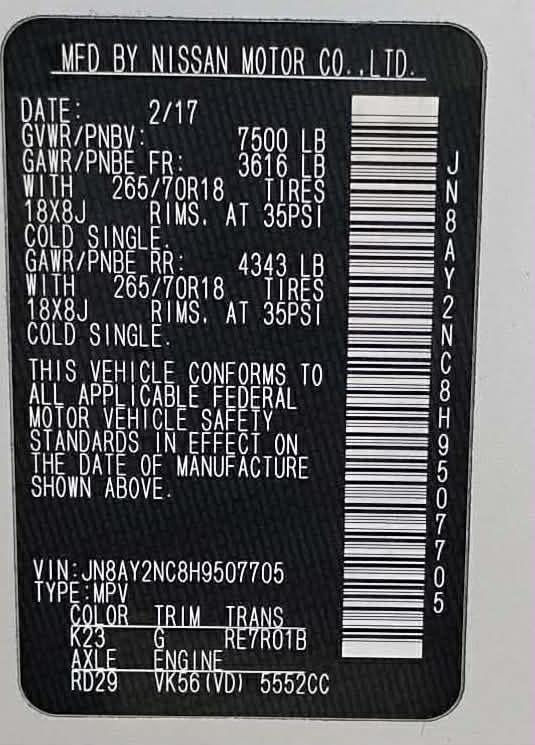 MFD BY NISSAN MOTOR CO.,LTD.
DATE: 2/17
GVWR/PNBV: 7500 LB
GAWR/PNBE FR: 3616 LB
WITH 265/70R18 TIRES
18X8J RIMS. AT 35PSI
COLD SINGLE.
GAWR/PNBE RR: 4343 LB
WITH 265/70R18 TIRES
18X8J RIMS. AT 35PSI
COLD SINGLE.
THIS VEHICLE CONFORMS TO
ALL APPLICABLE FEDERAL
MOTOR VEHICLE SAFETY
STANDARDS IN EFFECT ON
THE DATE OF MANUFACTURE
SHOWN ABOVE.
VIN:JN8AY2NC8H9507705
TYPE:MPV
COLOR TRIM TRANS
K23 G RE7R01B
AXLE ENGINE
RD29 VK56(VD) 5552CC
JN8AY2NC8H9507705